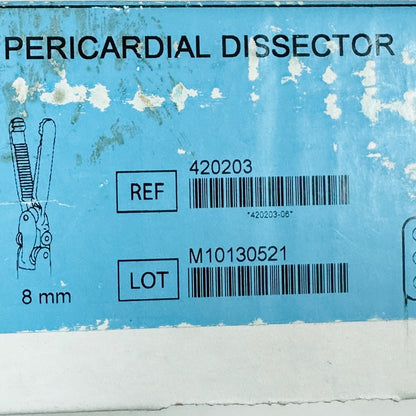 PERICARDIAL DISSECTOR
REF 420203
*420203-06*
LOT M10130521
8 mm